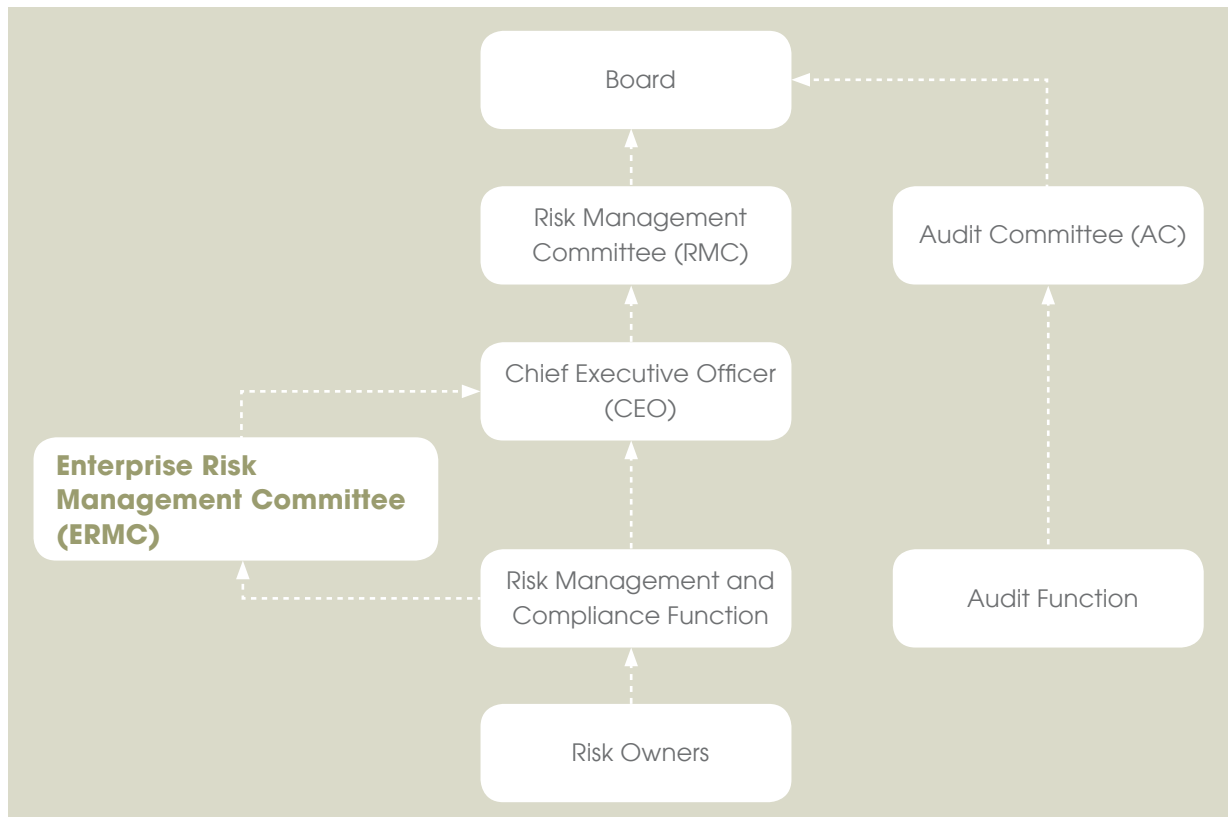 Board
Risk Management
Committee (RMC)
Audit Committee (AC)
Chief Executive Officer
(CEO)
Enterprise Risk
Management Committee
(ERMC)
Risk Management and
Compliance Function
Audit Function
Risk Owners